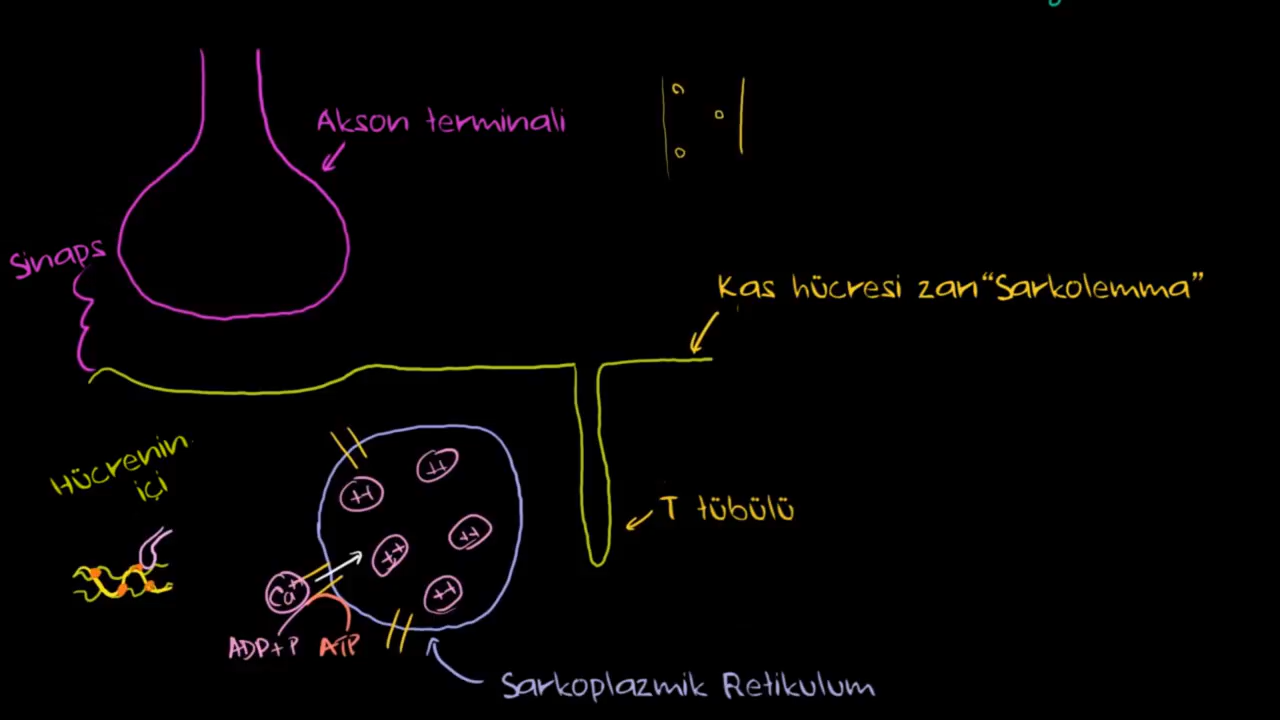 Akson terminali
Sinaps
Kas hücresi zarı "Sarkolemma"
Hücrenin
içi
T tübülü
++
++
++
++
++
Ca++
ADP+P ATP
Sarkoplazmik Retikulum